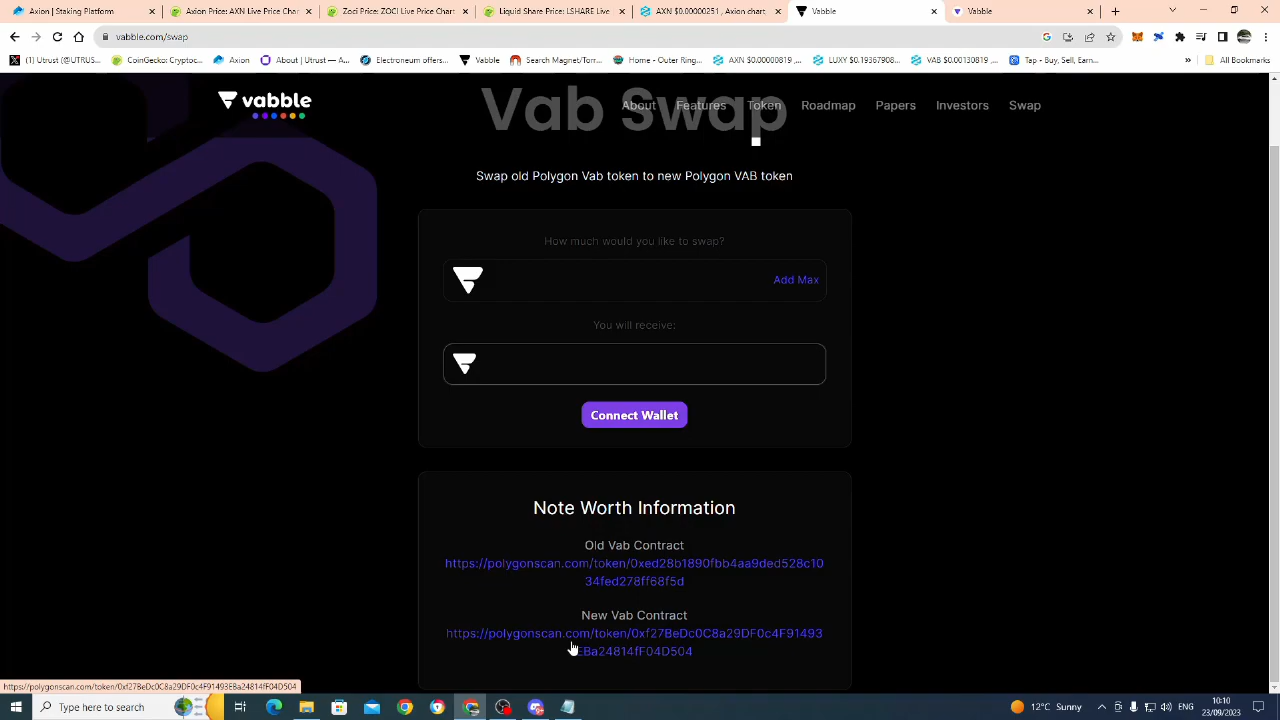 Axion | Staking Platform
Axion Price: AXN Live Price Char
Zoci Price: ZOCI Live Price Chart
Liquid Share Price: LSHARE Live
AXN $0.00000251 , Axion chart
Vabble
Vabble
vabble.com/swap
(1) Utrust (@UTRUS...
CoinGecko: Cryptoc...
Axion
About | Utrust — A...
Electroneum offers...
Vabble
Search Magnet/Torr...
Home - Outer Ring...
AXN $0.00000819 ,...
LUXY $0.19367908...
VAB $0.00130819 ,...
Tap - Buy, Sell, Earn...
»
All Bookmarks
vabble
Vab Swap
About
Features
Token
Roadmap
Papers
Investors
Swap
Swap old Polygon Vab token to new Polygon VAB token
How much would you like to swap?
Add Max
You will receive:
Connect Wallet
Note Worth Information
Old Vab Contract
https://polygonscan.com/token/0xed28b1890fbb4aa9ded528c10
34fed278ff68f5d
New Vab Contract
https://polygonscan.com/token/0xf27BeDc0C8a29DF0c4F91493
EBa24814fF04D504
https://polygonscan.com/token/0xf27BeDc0C8a29DF0c4F91493EBa24814fF04D504
Type here to search
12°C Sunny
ENG
10:10
23/09/2023